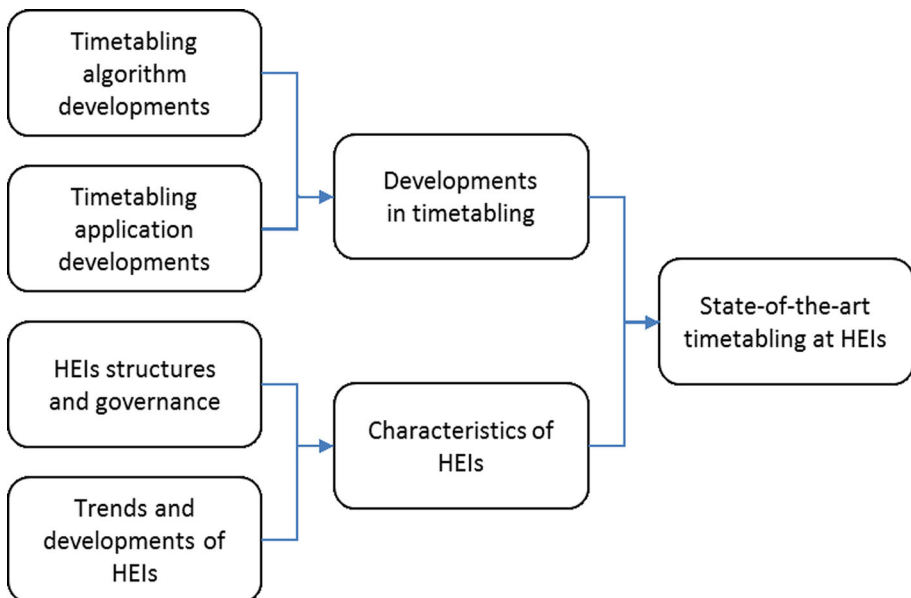 Timetabling
algorithm
developments
Timetabling
application
developments
Developments
in timetabling
State-of-the-art
timetabling at HEIs
HEIs structures
and governance
Characteristics of
HEIs
Trends and
developments of
HEIs